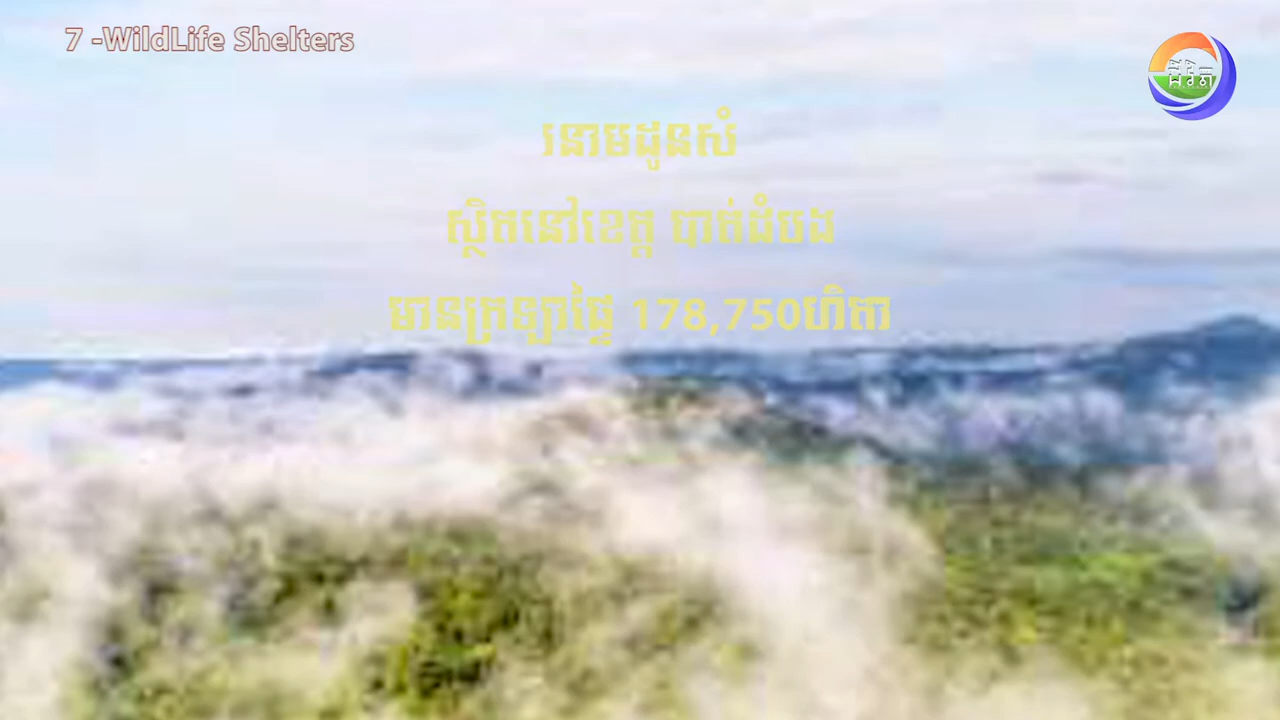 7 -WildLife Shelters
រនាមដូនសំ
ស្ថិតនៅខេត្ត បាត់ដំបង
មានក្រឡាផ្ទៃ 178,750ហិតា